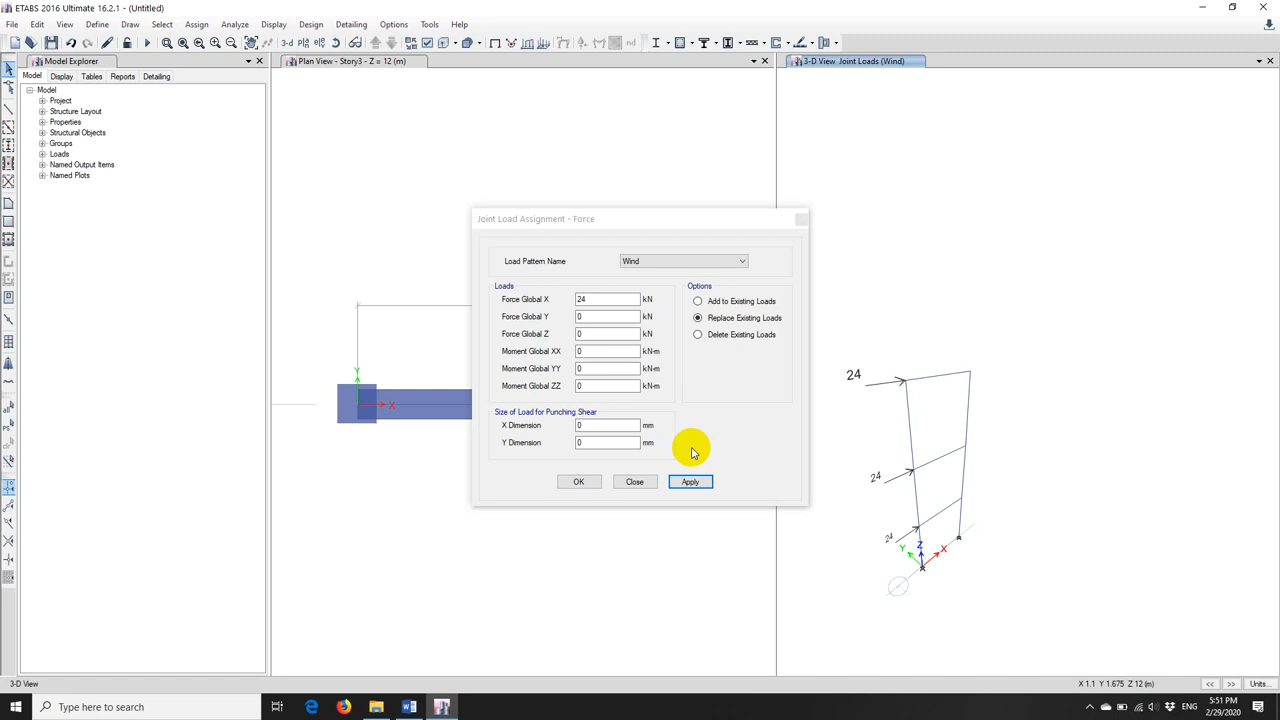 ETABS 2016 Ultimate 16.2.1 - (Untitled)
File Edit View Define Draw Select Assign Analyze Display Design Detailing Options Tools Help
3-d nd
Model Explorer
Plan View - Story3 - Z = 12 (m)
3-D View Joint Loads (Wind)
Model Display Tables Reports Detailing
Model
Project
Structure Layout
Properties
Structural Objects
Groups
Loads
Named Output Items
Named Plots
Joint Load Assignment - Force
Load Pattern Name Wind
Loads
Force Global X 24 kN
Force Global Y 0 kN
Force Global Z 0 kN
Moment Global XX 0 kN-m
Moment Global YY 0 kN-m
Moment Global ZZ 0 kN-m
Options
Add to Existing Loads
Replace Existing Loads
Delete Existing Loads
Size of Load for Punching Shear
X Dimension 0 mm
Y Dimension 0 mm
OK Close Apply
Y
X
24
24
24
Y Z X
all
PS
3-D View
X 1.1 Y 1.675 Z 12 (m)
<< >> Units...
Type here to search
ENG
5:51 PM
2/29/2020